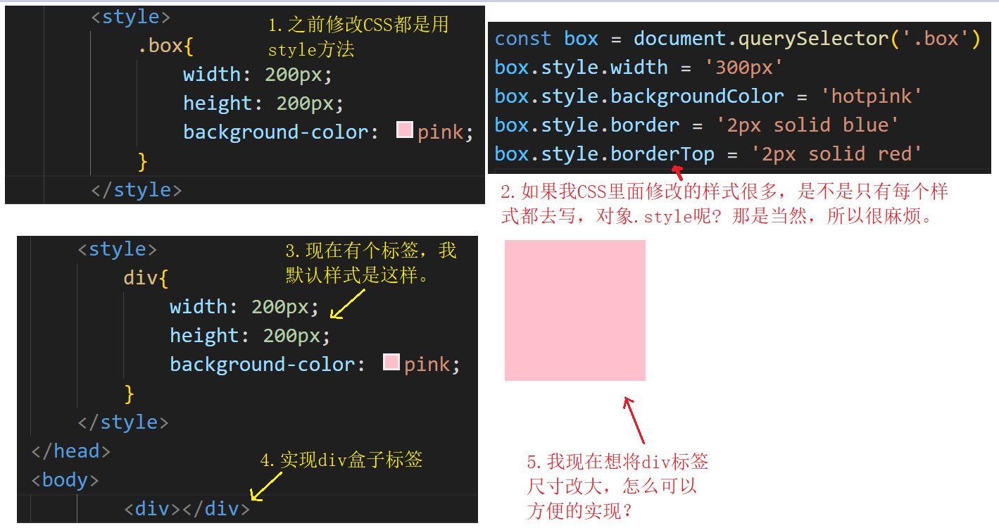 <style>
.box{
width: 200px;
height: 200px;
background-color: pink;
}
</style>
1.之前修改CSS都是用
style方法
const box = document.querySelector('.box')
box.style.width = '300px'
box.style.backgroundColor = 'hotpink'
box.style.border = '2px solid blue'
box.style.borderTop = '2px solid red'
2.如果我CSS里面修改的样式很多，是不是只有每个样
式都去写，对象.style呢? 那是当然，所以很麻烦。
<style>
div{
width: 200px;
height: 200px;
background-color: pink;
}
</style>
</head>
<body>
<div></div>
3.现在有个标签，我
默认样式是这样。
4.实现div盒子标签
5.我现在想将div标签
尺寸改大，怎么可以
方便的实现？